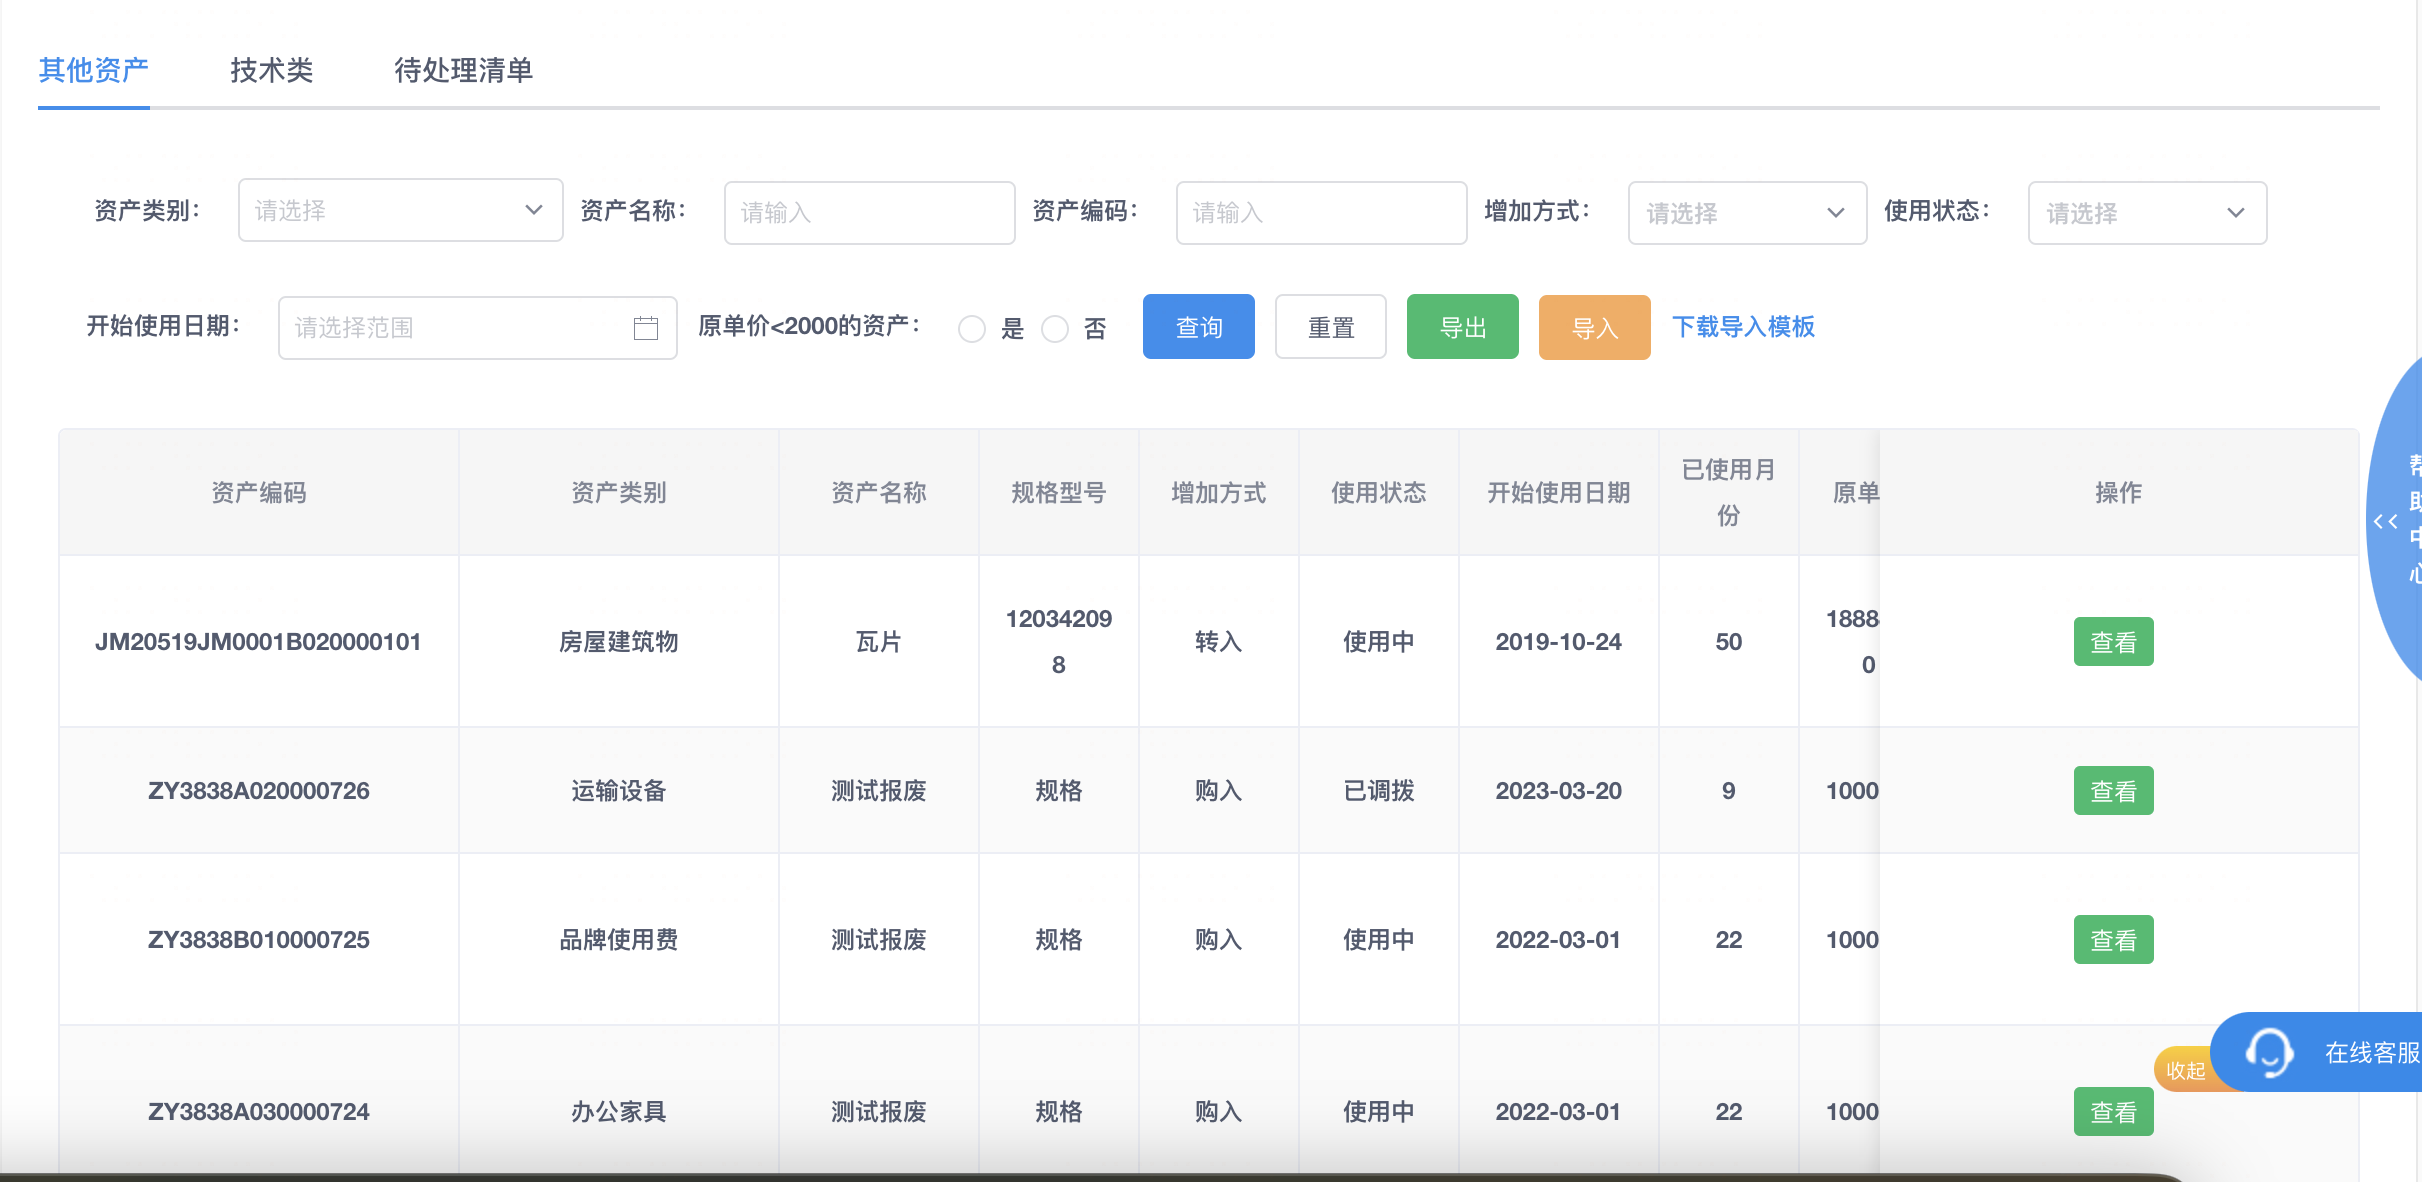 其他资产 技术类 待处理清单
资产类别： 请选择 资产名称： 请输入 资产编码： 请输入 增加方式： 请选择 使用状态： 请选择
开始使用日期： 请选择范围 原单价<2000的资产： 是 否 查询 重置 导出 导入 下载导入模板
资产编码 资产类别 资产名称 规格型号 增加方式 使用状态 开始使用日期 已使用月份 原单 操作
JM20519JM0001B020000101 房屋建筑物 瓦片 120342098 转入 使用中 2019-10-24 50 1888 0 查看
ZY3838A020000726 运输设备 测试报废 规格 购入 已调拨 2023-03-20 9 1000 查看
ZY3838B010000725 品牌使用费 测试报废 规格 购入 使用中 2022-03-01 22 1000 查看
ZY3838A030000724 办公家具 测试报废 规格 购入 使用中 2022-03-01 22 1000 查看
帮助中心
收起 在线客服